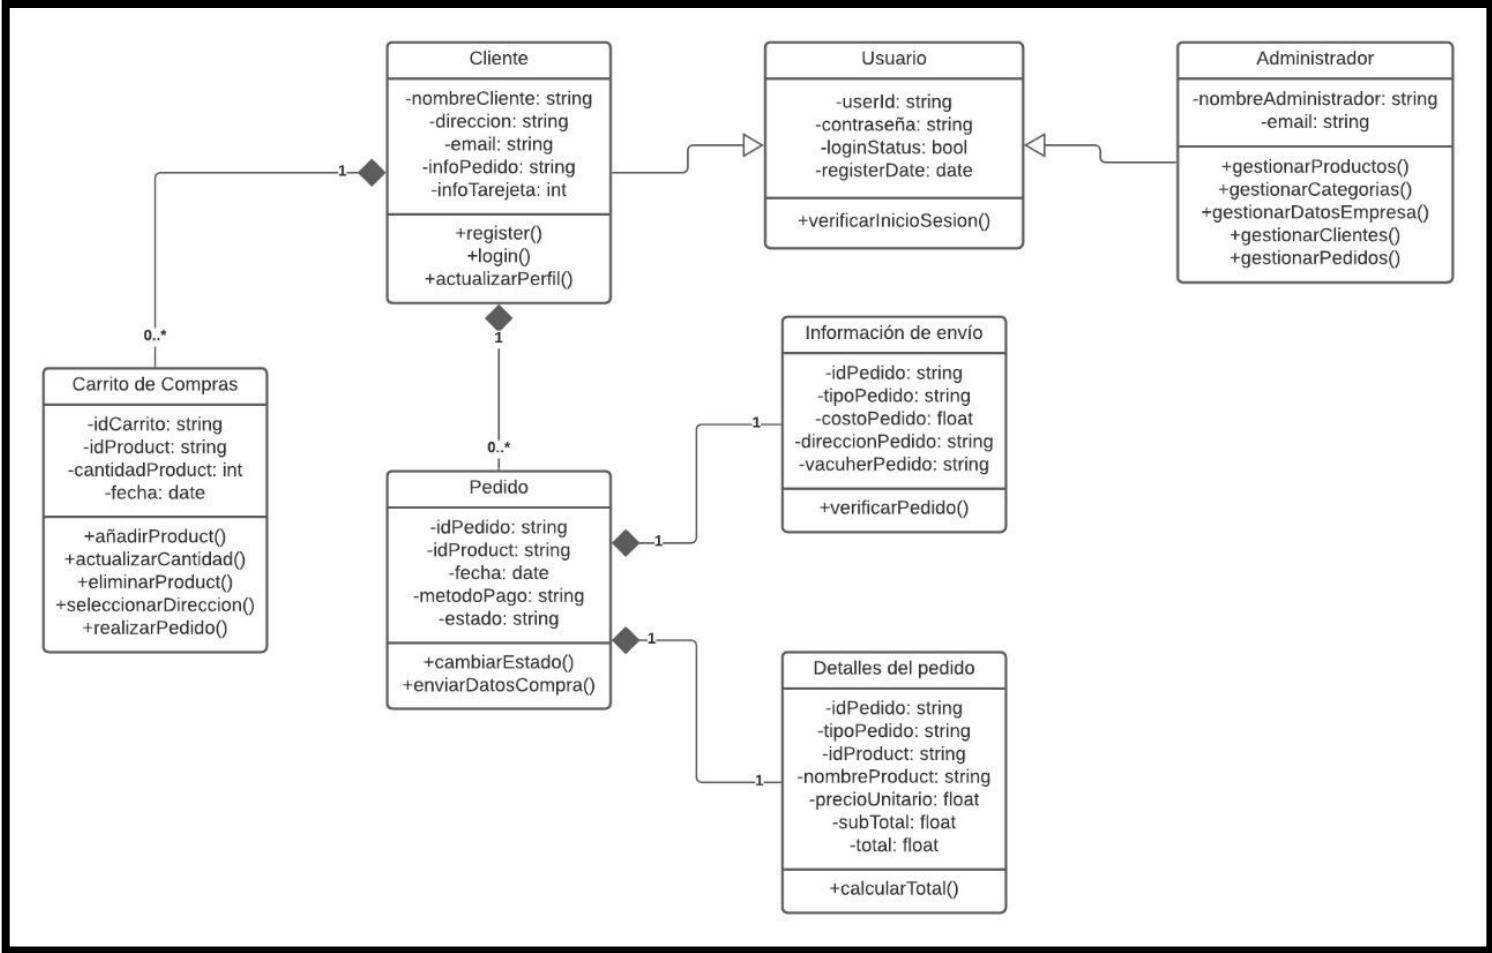 Cliente
-nombreCliente: string
-direccion: string
-email: string
-infoPedido: string
-infoTarejeta: int
+register()
+login()
+actualizarPerfil()
Usuario
-userId: string
-contraseña: string
-loginStatus: bool
-registerDate: date
+verificarInicioSesion()
Administrador
-nombreAdministrador: string
-email: string
+gestionarProductos()
+gestionarCategorias()
+gestionarDatosEmpresa()
+gestionarClientes()
+gestionarPedidos()
1
0..*
1
0..*
Carrito de Compras
-idCarrito: string
-idProduct: string
-cantidadProduct: int
-fecha: date
+añadirProduct()
+actualizarCantidad()
+eliminarProduct()
+seleccionarDireccion()
+realizarPedido()
Pedido
-idPedido: string
-idProduct: string
-fecha: date
-metodoPago: string
-estado: string
+cambiarEstado()
+enviarDatosCompra()
1
1
Información de envío
-idPedido: string
-tipoPedido: string
-costoPedido: float
-direccionPedido: string
-vacuherPedido: string
+verificarPedido()
1
1
Detalles del pedido
-idPedido: string
-tipoPedido: string
-idProduct: string
-nombreProduct: string
-precioUnitario: float
-subTotal: float
-total: float
+calcularTotal()